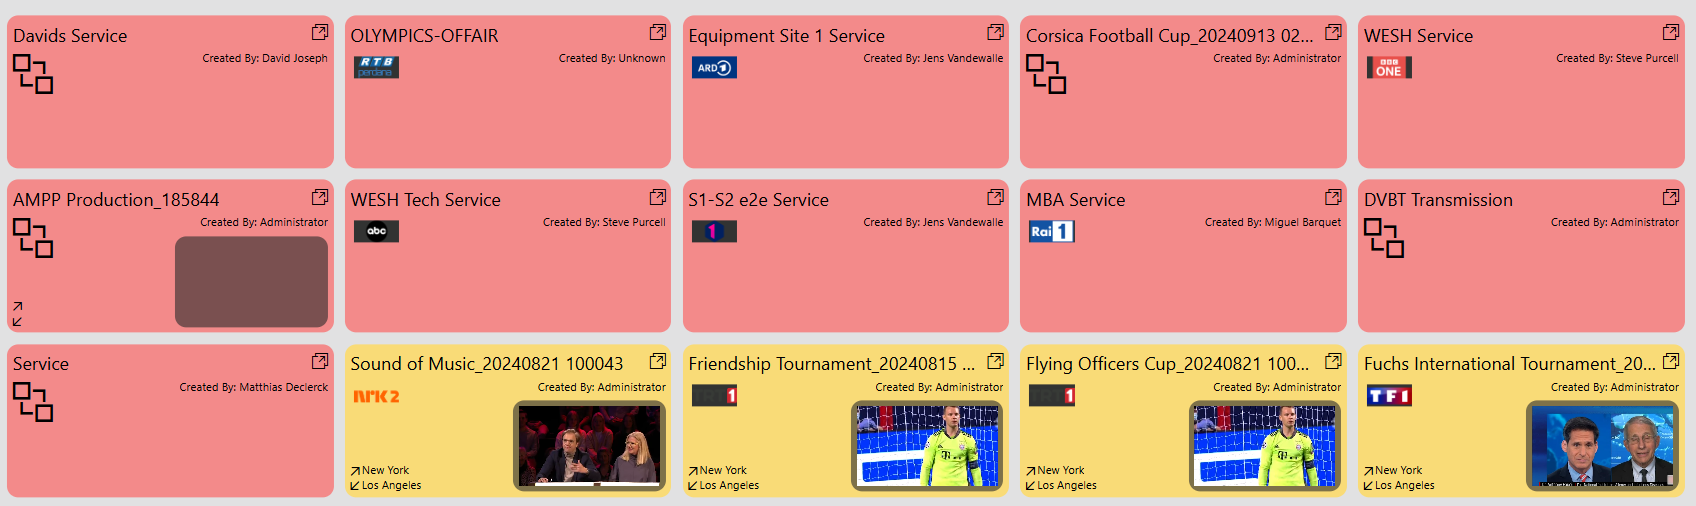 Davids Service
Created By: David Joseph
OLYMPICS-OFFAIR
Created By: Unknown
RTB
perdana
Equipment Site 1 Service
Created By: Jens Vandewalle
ARD 1
Corsica Football Cup_20240913 02...
Created By: Administrator
WESH Service
Created By: Steve Purcell
BBC
ONE
AMPP Production_185844
Created By: Administrator
WESH Tech Service
Created By: Steve Purcell
abc
S1-S2 e2e Service
Created By: Jens Vandewalle
1
MBA Service
Created By: Miguel Barquet
Rai 1
DVBT Transmission
Created By: Administrator
Service
Created By: Matthias Declerck
Sound of Music_20240821 100043
Created By: Administrator
nrk 2
New York
Los Angeles
Friendship Tournament_20240815 ...
Created By: Administrator
TRT1
New York
Los Angeles
Flying Officers Cup_20240821 100...
Created By: Administrator
TRT1
New York
Los Angeles
Fuchs International Tournament_20...
Created By: Administrator
TF1
New York
Los Angeles